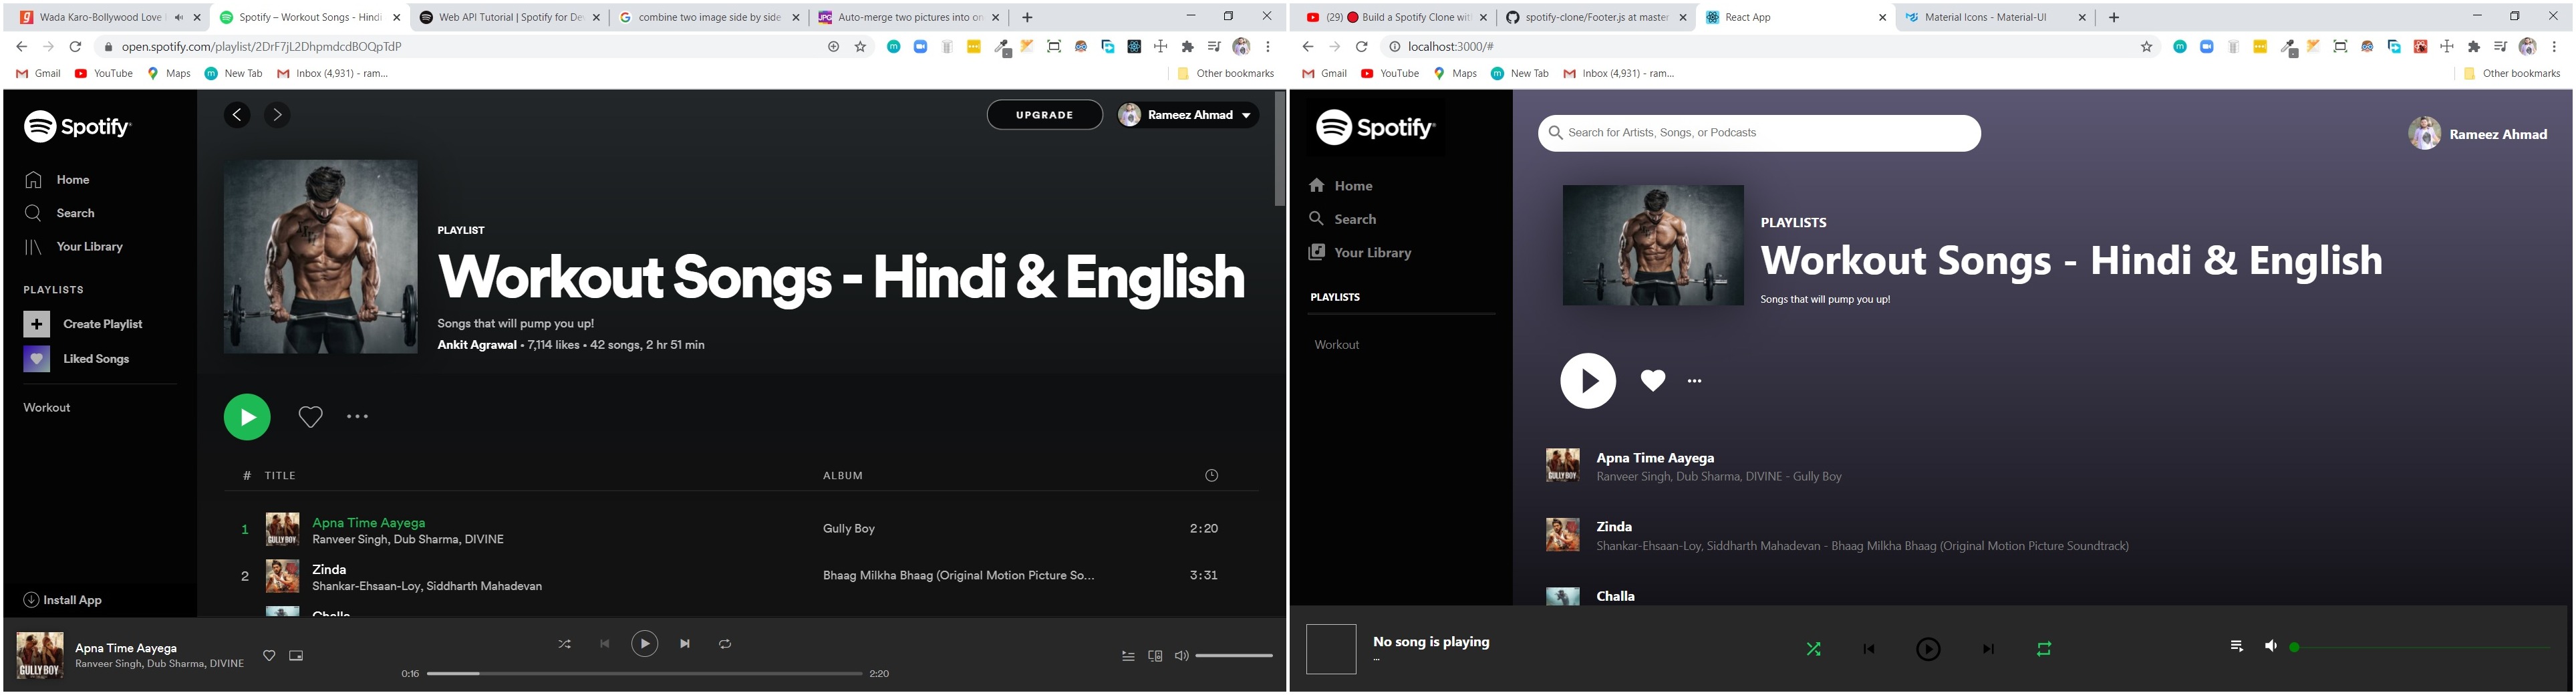 Wada Karo-Bollywood Love
Spotify – Workout Songs - Hindi
Web API Tutorial | Spotify for De
combine two image side by side
Auto-merge two pictures into on
open.spotify.com/playlist/2DrF7jL2DhpmdcdBOQpTdP
Gmail
YouTube
Maps
New Tab
Inbox (4,931) - ram...
Other bookmarks
Spotify
Home
Search
Your Library
PLAYLISTS
Create Playlist
Liked Songs
Workout
Install App
UPGRADE
Rameez Ahmad
PLAYLIST
Workout Songs - Hindi & English
Songs that will pump you up!
Ankit Agrawal • 7,114 likes • 42 songs, 2 hr 51 min
# TITLE ALBUM
1 Apna Time Aayega Gully Boy 2:20
Ranveer Singh, Dub Sharma, DIVINE
2 Zinda Bhaag Milkha Bhaag (Original Motion Picture So... 3:31
Shankar-Ehsaan-Loy, Siddharth Mahadevan
Challa
GULLY BOY
Apna Time Aayega
Ranveer Singh, Dub Sharma, DIVINE
0:16
2:20
(29) Build a Spotify Clone wit
spotify-clone/Footer.js at master
React App
Material Icons - Material-UI
localhost:3000/#
Gmail
YouTube
Maps
New Tab
Inbox (4,931) - ram...
Other bookmarks
Spotify
Home
Search
Your Library
PLAYLISTS
Workout
Search for Artists, Songs, or Podcasts
Rameez Ahmad
PLAYLISTS
Workout Songs - Hindi & English
Songs that will pump you up!
Apna Time Aayega
Ranveer Singh, Dub Sharma, DIVINE - Gully Boy
Zinda
Shankar-Ehsaan-Loy, Siddharth Mahadevan - Bhaag Milkha Bhaag (Original Motion Picture Soundtrack)
Challa
No song is playing
...